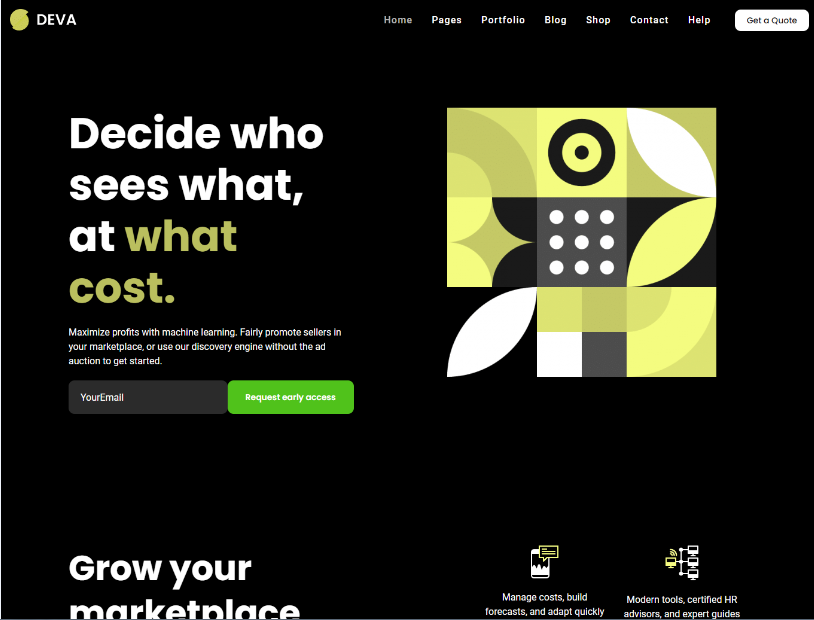 DEVA
Home Pages Portfolio Blog Shop Contact Help
Get a Quote
Decide who
sees what,
at what
cost.
Maximize profits with machine learning. Fairly promote sellers in
your marketplace, or use our discovery engine without the ad
auction to get started.
YourEmail
Request early access
Grow your
marketplace
Manage costs, build
forecasts, and adapt quickly
Modern tools, certified HR
advisors, and expert guides